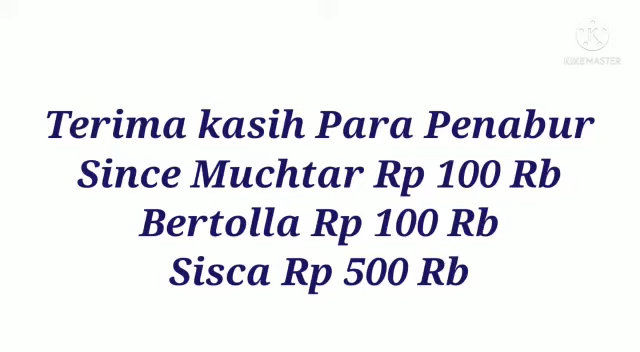 KINEMASTER
Terima kasih Para Penabur
Since Muchtar Rp 100 Rb
Bertolla Rp 100 Rb
Sisca Rp 500 Rb